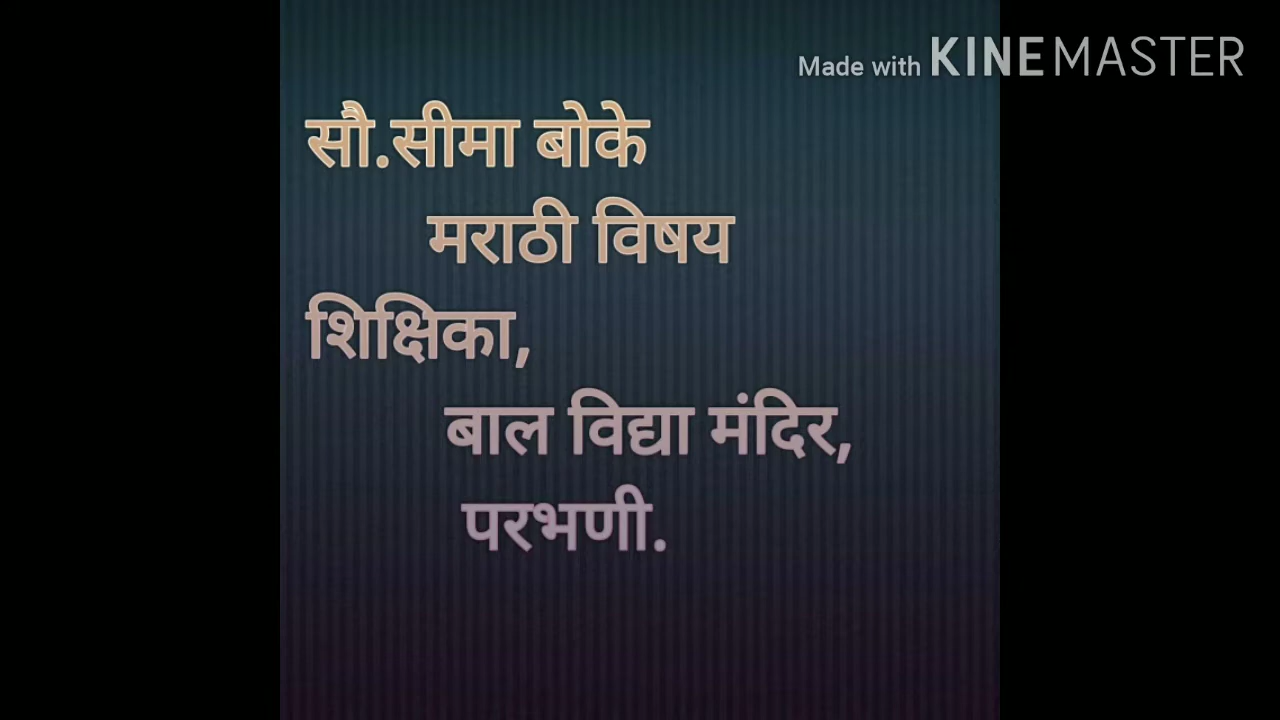 Made with KINEMASTER
सौ.सीमा बोके
मराठी विषय
शिक्षिका,
बाल विद्या मंदिर,
परभणी.